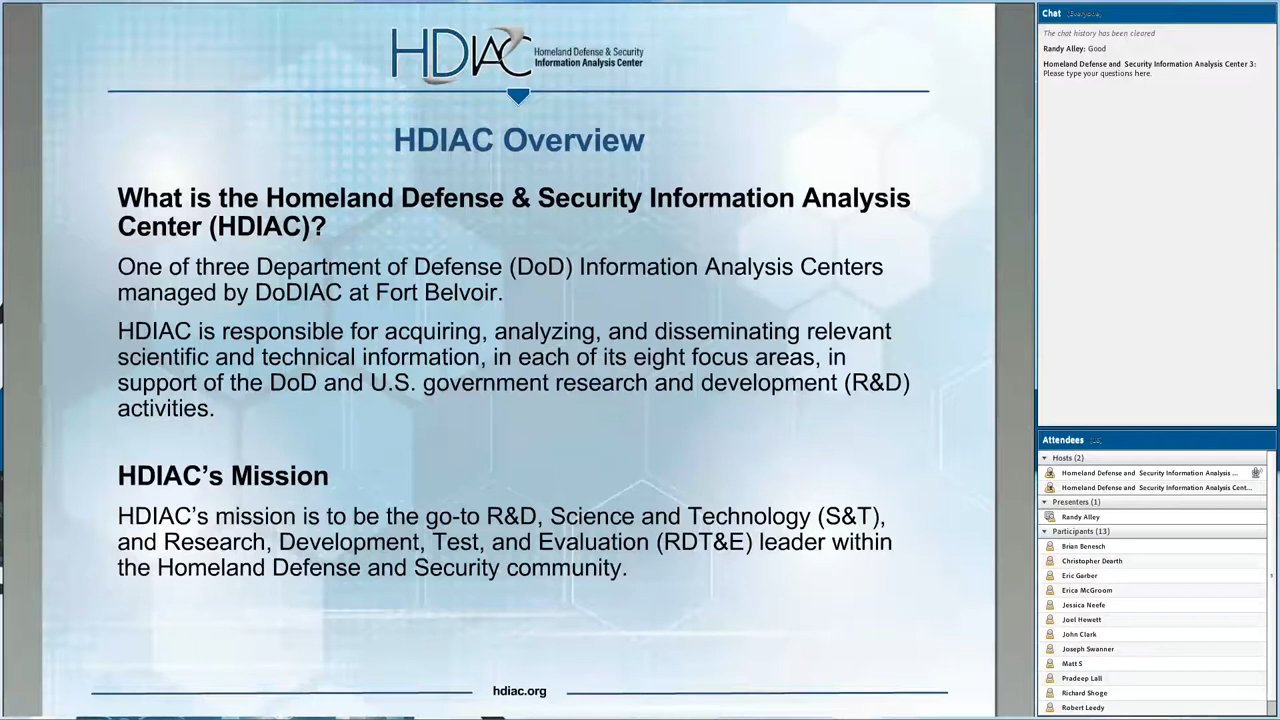 HDIAC Homeland Defense & Security
Information Analysis Center
HDIAC Overview
What is the Homeland Defense & Security Information Analysis
Center (HDIAC)?
One of three Department of Defense (DoD) Information Analysis Centers
managed by DoDIAC at Fort Belvoir.
HDIAC is responsible for acquiring, analyzing, and disseminating relevant
scientific and technical information, in each of its eight focus areas, in
support of the DoD and U.S. government research and development (R&D)
activities.
HDIAC’s Mission
HDIAC’s mission is to be the go-to R&D, Science and Technology (S&T),
and Research, Development, Test, and Evaluation (RDT&E) leader within
the Homeland Defense and Security community.
hdiac.org
Chat (Everyone)
The chat history has been cleared
Randy Alley: Good
Homeland Defense and Security Information Analysis Center 3:
Please type your questions here.
Attendees
Hosts (2)
Homeland Defense and Security Information Analysis ...
Homeland Defense and Security Information Analysis Cent...
Presenters (1)
Randy Alley
Participants (13)
Brian Benesch
Christopher Dearth
Eric Garber
Erica McGroom
Jessica Neefe
Joel Hewett
John Clark
Joseph Swanner
Matt S
Pradeep Lall
Richard Shoge
Robert Leedy